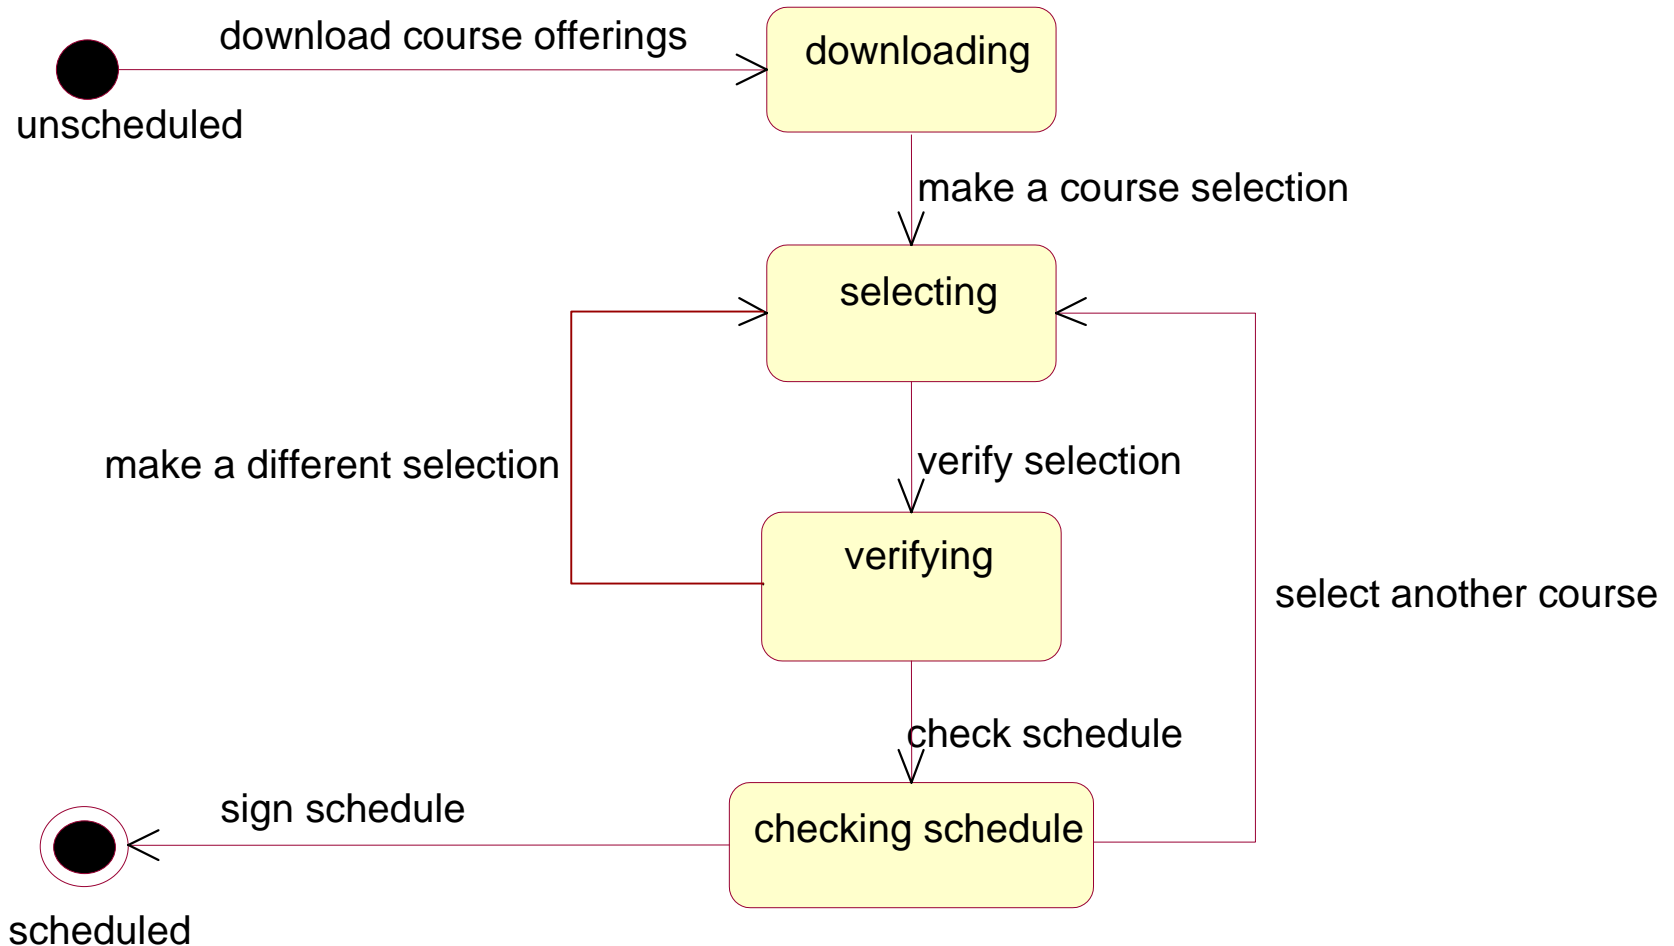 download course offerings
downloading
unscheduled
make a course selection
selecting
make a different selection
verify selection
verifying
select another course
check schedule
sign schedule
checking schedule
scheduled